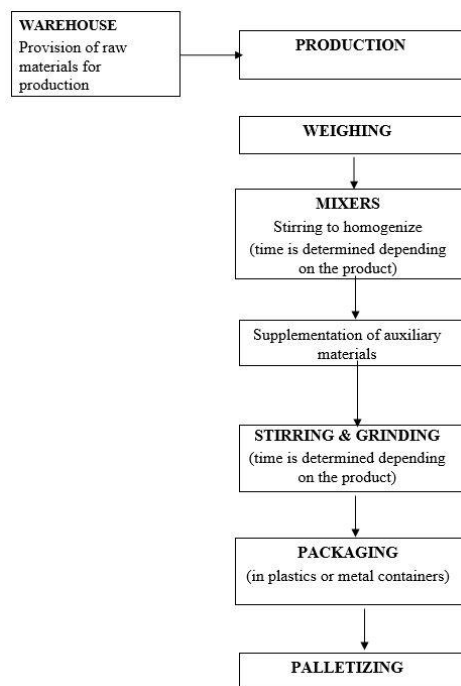 WAREHOUSE
Provision of raw
materials for
production
PRODUCTION
WEIGHING
MIXERS
Stirring to homogenize
(time is determined depending
on the product)
Supplementation of auxiliary
materials
STIRRING & GRINDING
(time is determined depending
on the product)
PACKAGING
(in plastics or metal containers)
PALLETIZING